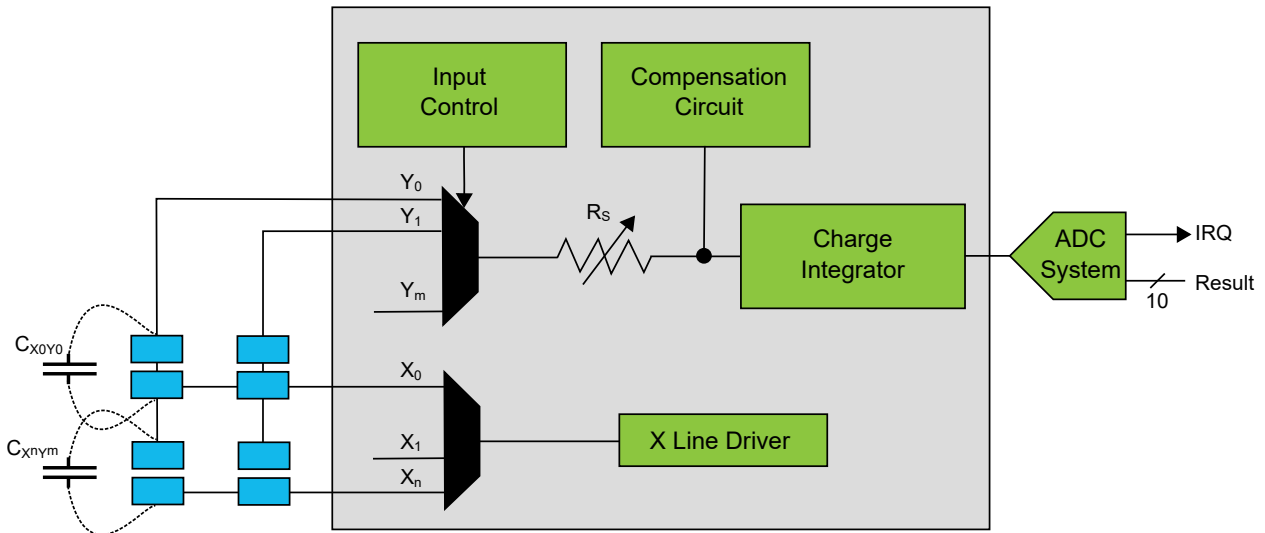 Input
Control
Compensation
Circuit
Y0
Y1
RS
Charge
Integrator
ADC
System
IRQ
Result
10
Ym
CX0Y0
X0
X Line Driver
CXnYm
X1
Xn